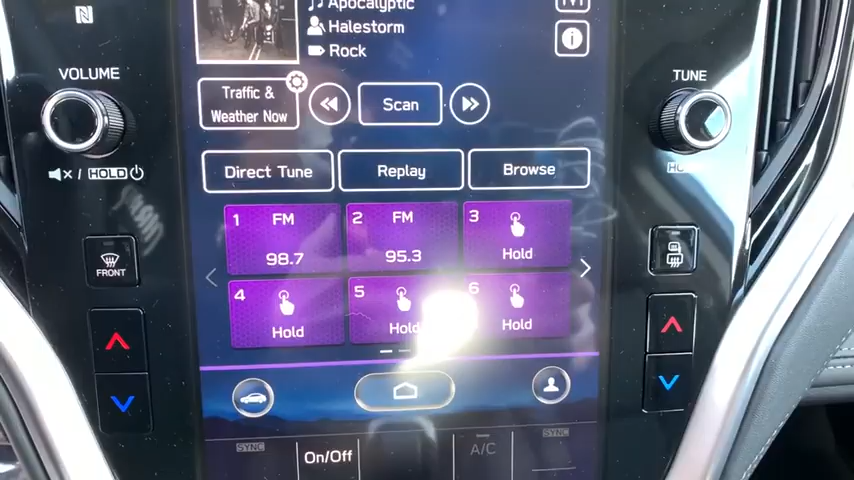 Apocalyptic
Halestorm
Rock
VOLUME
TUNE
Traffic &
Weather Now
Scan
HOLD
Direct Tune
Replay
Browse
1 FM
98.7
2 FM
95.3
3
Hold
FRONT
4
Hold
5
Hold
6
Hold
SYNC
On/Off
A/C
SYNC